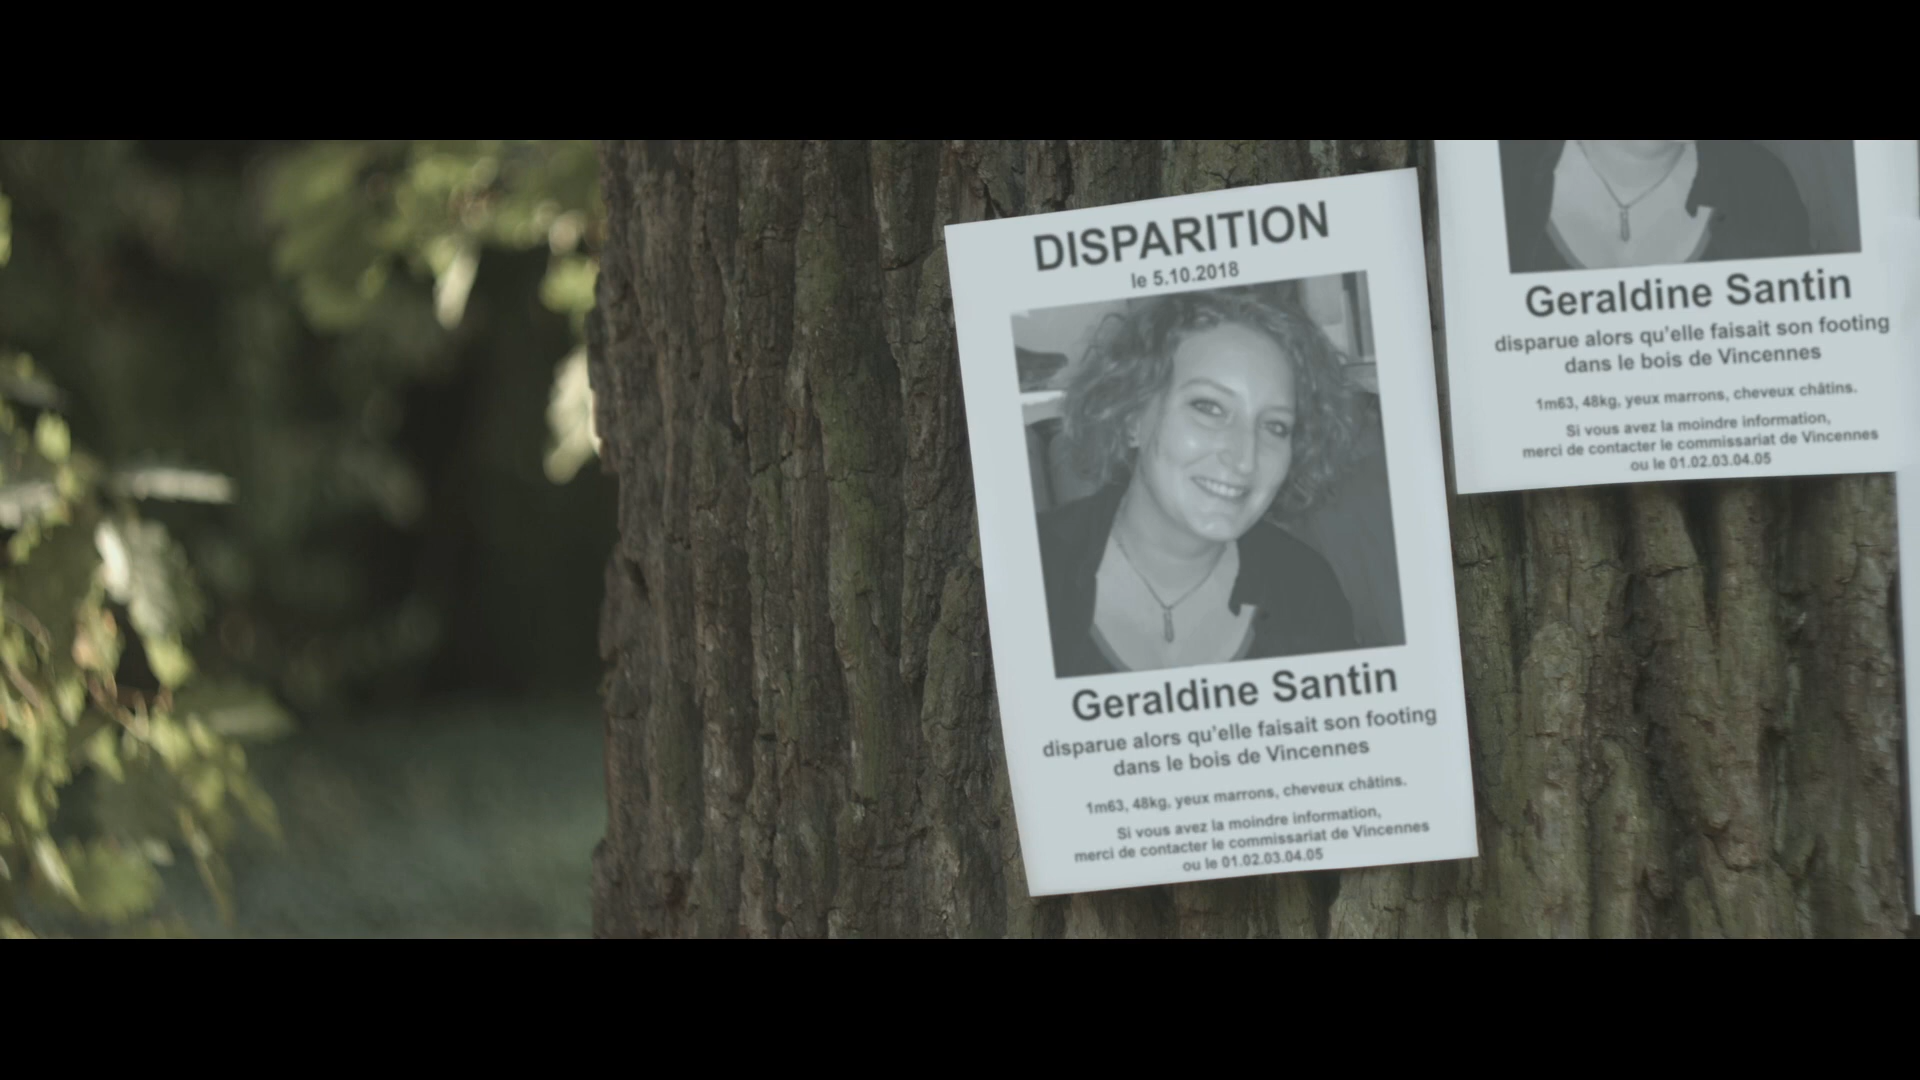 DISPARITION
le 5.10.2018
Geraldine Santin
disparue alors qu'elle faisait son footing
dans le bois de Vincennes
1m63, 48kg, yeux marrons, cheveux châtins.
Si vous avez la moindre information,
merci de contacter le commissariat de Vincennes
ou le 01.02.03.04.05
Geraldine Santin
disparue alors qu'elle faisait son footing
dans le bois de Vincennes
1m63, 48kg, yeux marrons, cheveux châtins.
Si vous avez la moindre information,
merci de contacter le commissariat de Vincennes
ou le 01.02.03.04.05